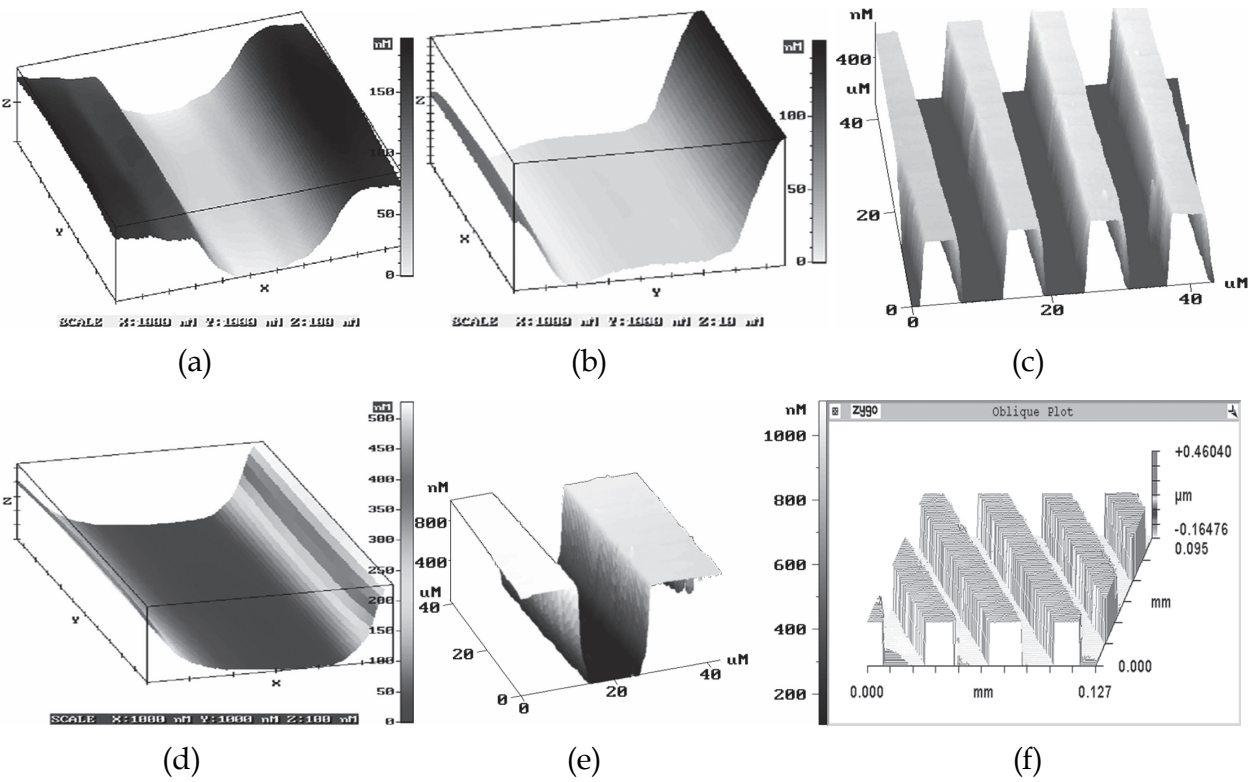 nM
Z
150
100
50
0
Y
X
SCALE X:1000 nM Y:1000 nM Z:100 nM
(a)
nM
Z
100
50
0
X
Y
SCALE X:1000 nM Y:1000 nM Z:10 nM
(b)
nM
400
uM
40
20
0
0
20
40
uM
(c)
nM
500
450
400
350
300
250
200
150
100
50
0
Z
Y
X
SCALE X:1000 nM Y:1000 nM Z:100 nM
(d)
nM
800
400
uM
40
20
0
0
20
40
uM
nM
1000
800
600
400
200
(e)
zygo Oblique Plot
+0.46040
µm
-0.16476
0.095
mm
0.000
0.000 mm 0.127
(f)